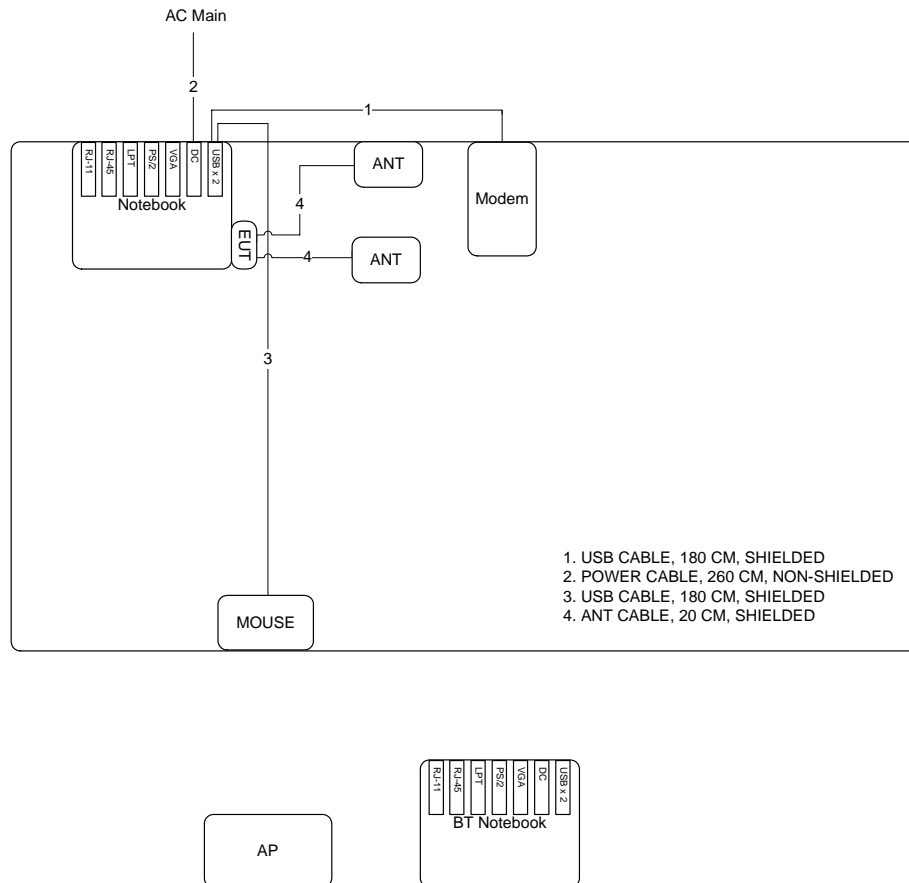 AC Main
2
1
RJ-11
RJ-45
LPT
PS/2
VGA
DC
USB x 2
Notebook
EUT
ANT
4
Modem
ANT
4
3
1. USB CABLE, 180 CM, SHIELDED
2. POWER CABLE, 260 CM, NON-SHIELDED
3. USB CABLE, 180 CM, SHIELDED
4. ANT CABLE, 20 CM, SHIELDED
MOUSE
RJ-11
RJ-45
LPT
PS/2
VGA
DC
USB x 2
BT Notebook
AP